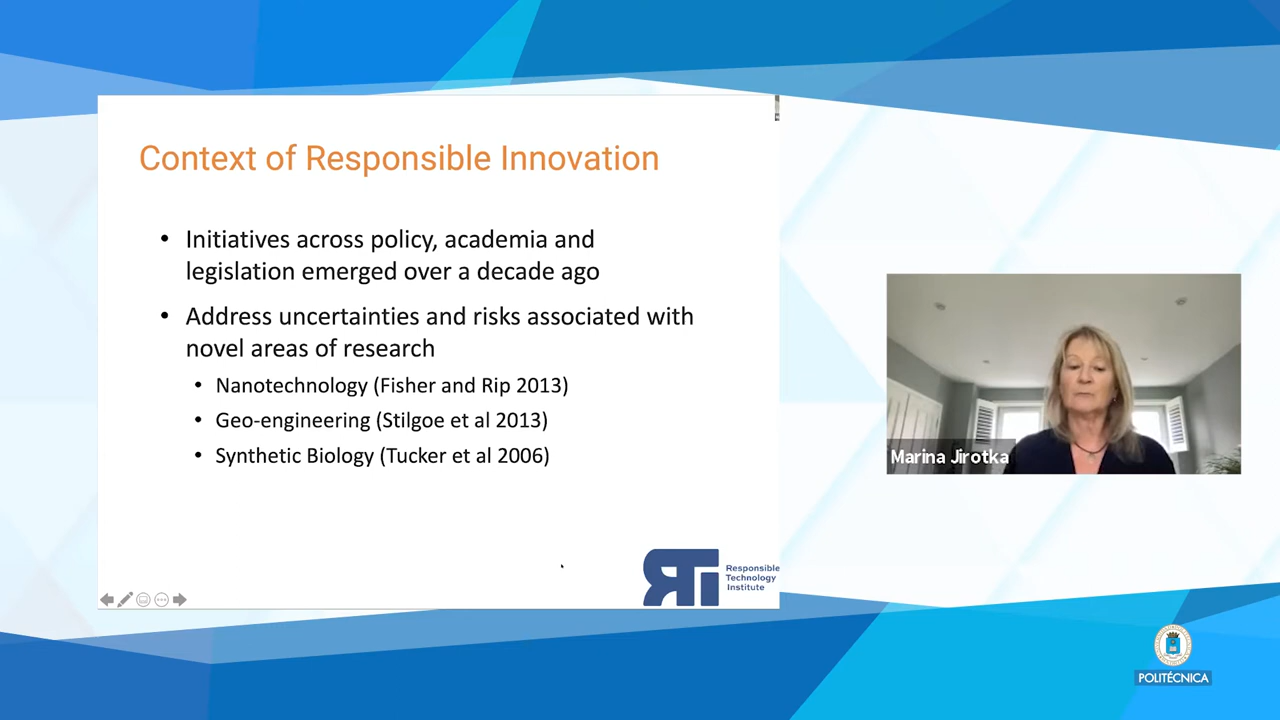 Context of Responsible Innovation
• Initiatives across policy, academia and
legislation emerged over a decade ago
• Address uncertainties and risks associated with
novel areas of research
• Nanotechnology (Fisher and Rip 2013)
• Geo-engineering (Stilgoe et al 2013)
• Synthetic Biology (Tucker et al 2006)
RTI
Responsible
Technology
Institute
Marina Jirotka
POLITÉCNICA